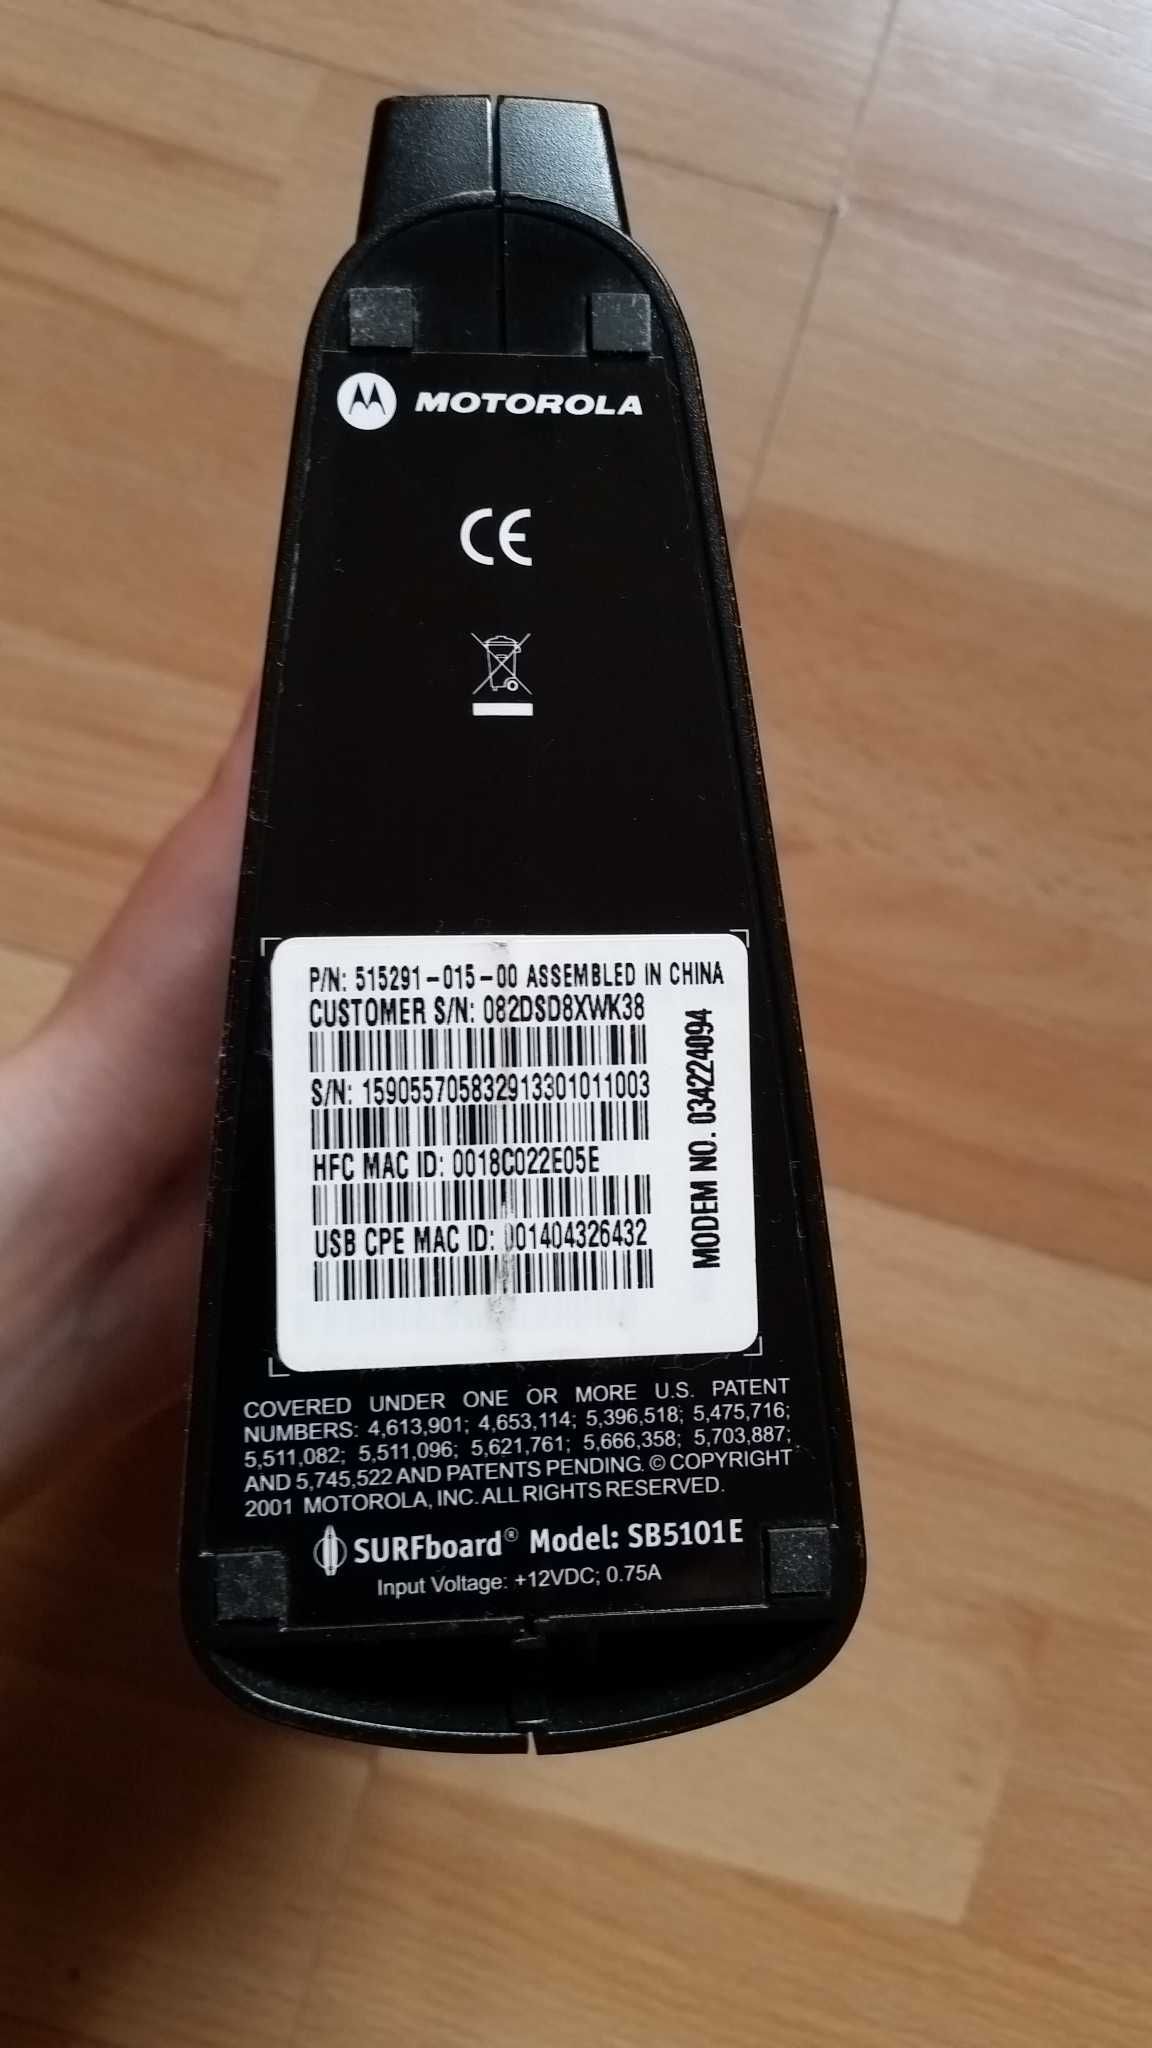 MOTOROLA
CE
P/N: 515291-015-00 ASSEMBLED IN CHINA
CUSTOMER S/N: 082DSD8XWK38
S/N: 159055705832913301011003
HFC MAC ID: 0018C022E05E
USB CPE MAC ID: 001404326432
MODEM NO. 034224094
COVERED UNDER ONE OR MORE U.S. PATENT
NUMBERS: 4,613,901; 4,653,114; 5,396,518; 5,475,716;
5,511,082; 5,511,096; 5,621,761; 5,666,358; 5,703,887;
AND 5,745,522 AND PATENTS PENDING. © COPYRIGHT
2001 MOTOROLA, INC. ALL RIGHTS RESERVED.
SURFboard® Model: SB5101E
Input Voltage: +12VDC; 0.75A